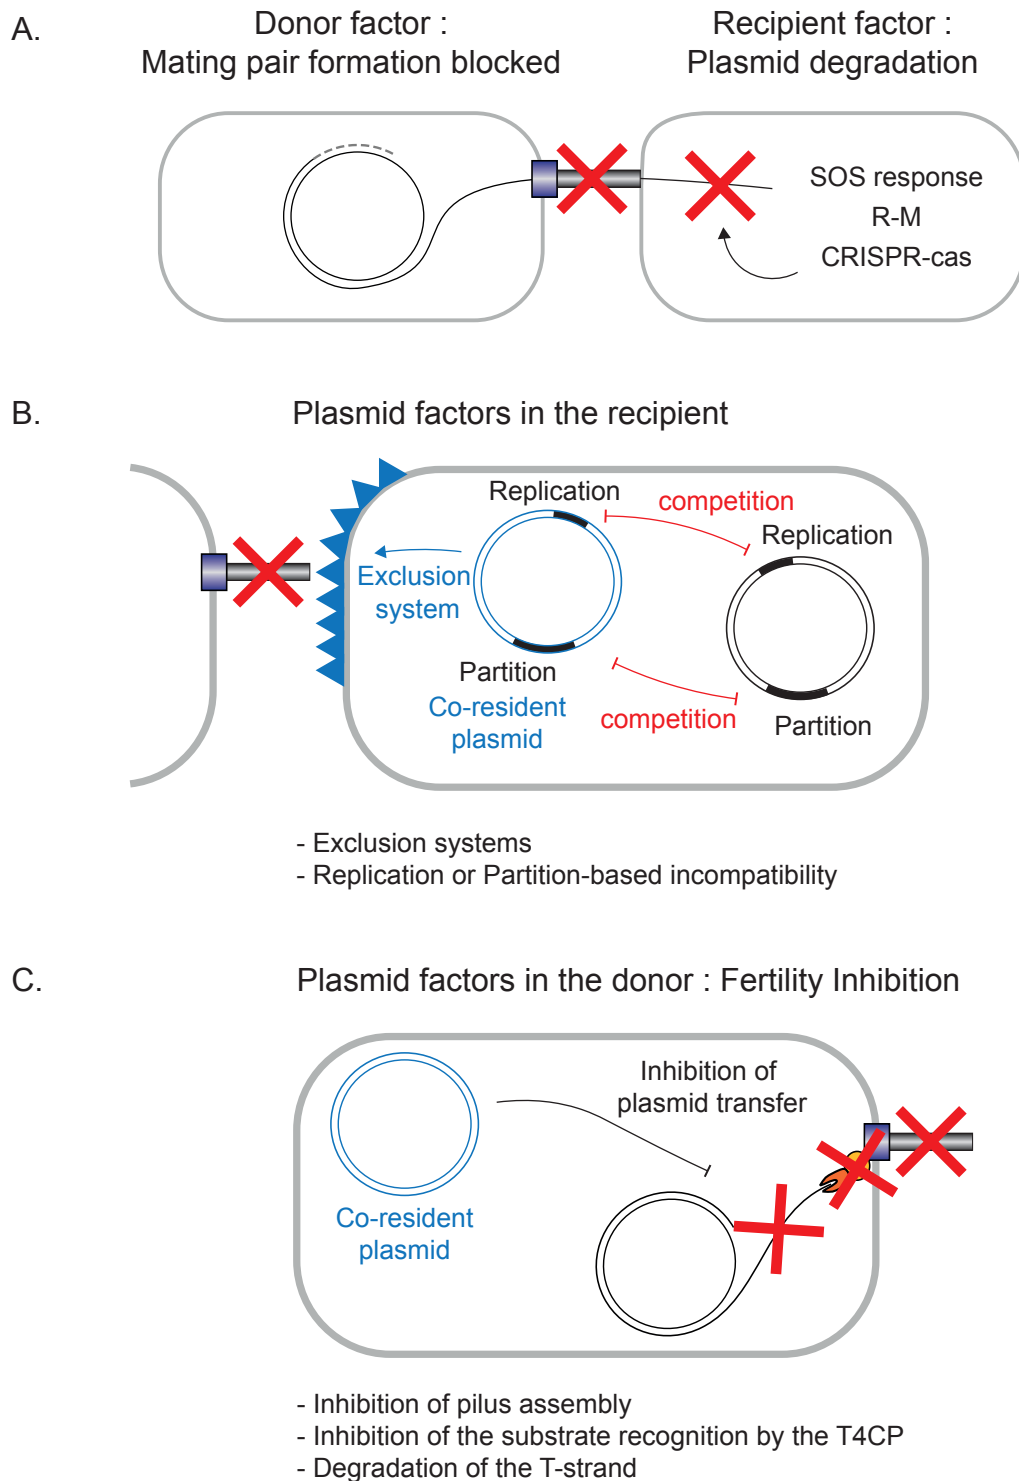 A.
Donor factor :
Mating pair formation blocked
Recipient factor :
Plasmid degradation
SOS response
R-M
CRISPR-cas
B.
Plasmid factors in the recipient
Replication
competition
Replication
Exclusion
system
Partition
Co-resident
plasmid
competition
Partition
- Exclusion systems
- Replication or Partition-based incompatibility
C.
Plasmid factors in the donor : Fertility Inhibition
Inhibition of
plasmid transfer
Co-resident
plasmid
- Inhibition of pilus assembly
- Inhibition of the substrate recognition by the T4CP
- Degradation of the T-strand